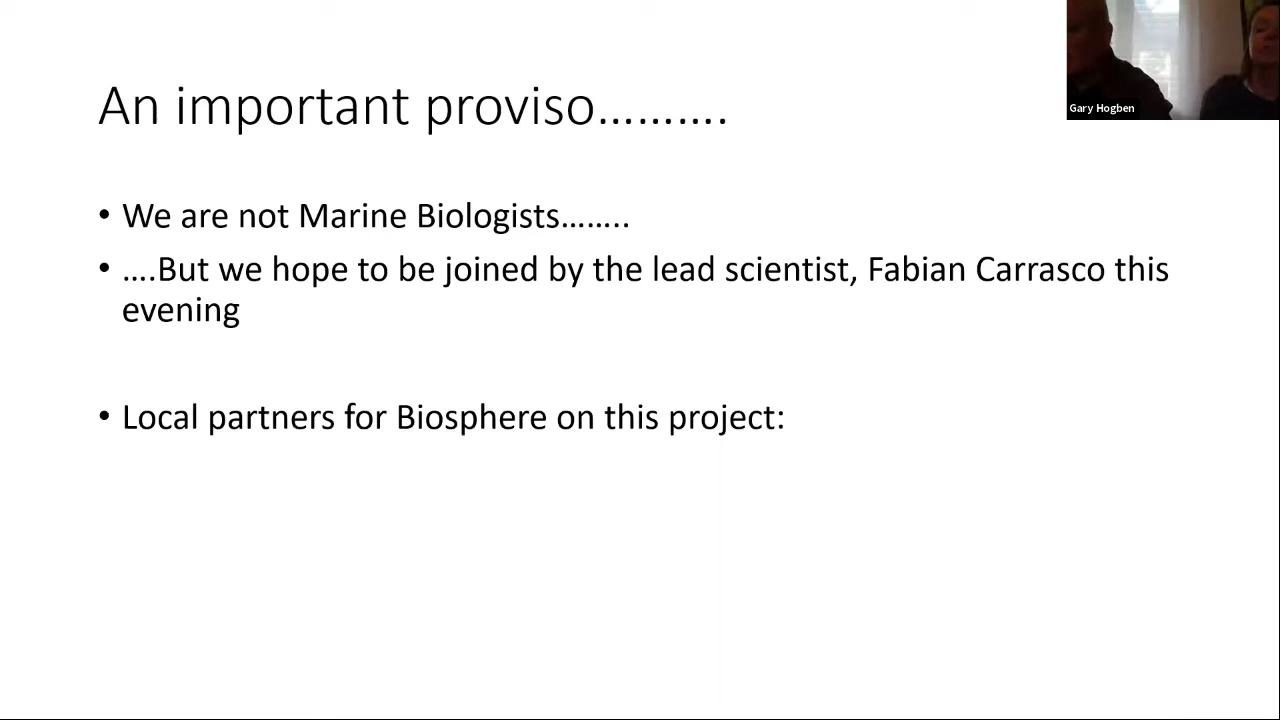 An important proviso……….
Gary Hogben
• We are not Marine Biologists……..
• ….But we hope to be joined by the lead scientist, Fabian Carrasco this
evening
• Local partners for Biosphere on this project: